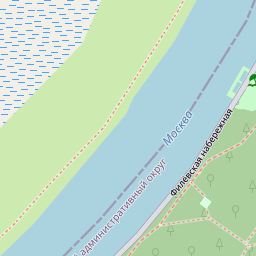 Москва
административный округ
Филёвская набережная